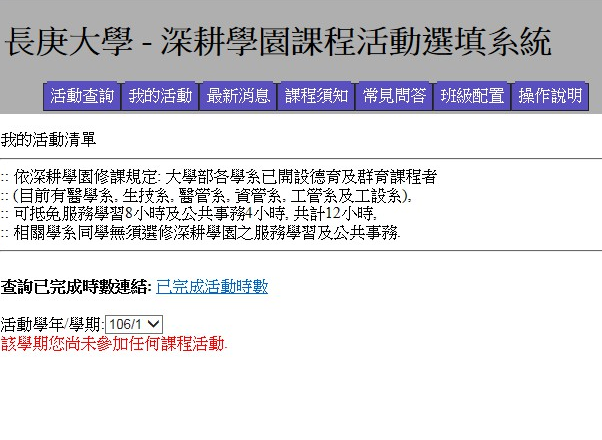 長庚大學 - 深耕學園課程活動選填系統
活動查詢 我的活動 最新消息 課程須知 常見問答 班級配置 操作說明
我的活動清單
:: 依深耕學園修課規定: 大學部各學系已開設德育及群育課程者
:: (目前有醫學系, 生技系, 醫管系, 資管系, 工管系及工設系),
:: 可抵免服務學習8小時及公共事務4小時, 共計12小時,
:: 相關學系同學無須選修深耕學園之服務學習及公共事務.
查詢已完成時數連結: 已完成活動時數
活動學年/學期: 106/1
該學期您尚未參加任何課程活動.